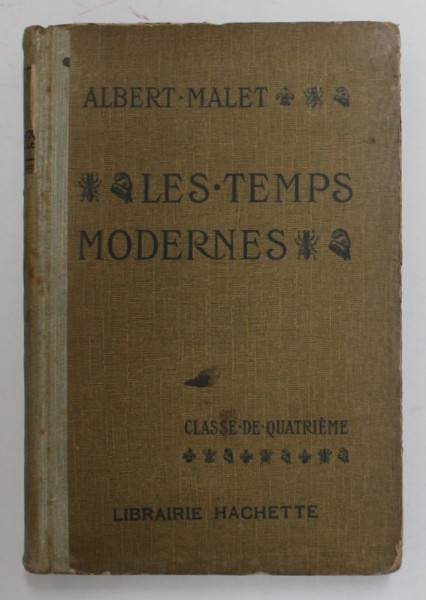 ALBERT·MALET
LES·TEMPS
MODERNES
CLASSE·DE·QUATRIÈME
LIBRAIRIE HACHETTE